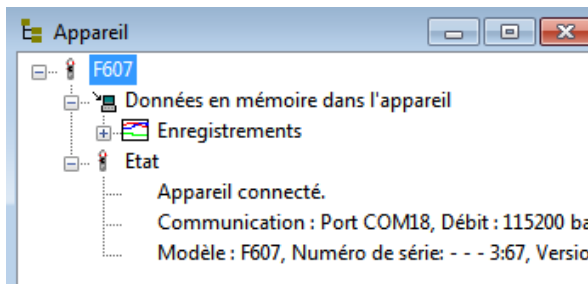 Appareil
F607
Données en mémoire dans l'appareil
Enregistrements
Etat
Appareil connecté.
Communication : Port COM18, Débit : 115200
Modèle : F607, Numéro de série: - - - 3:67,